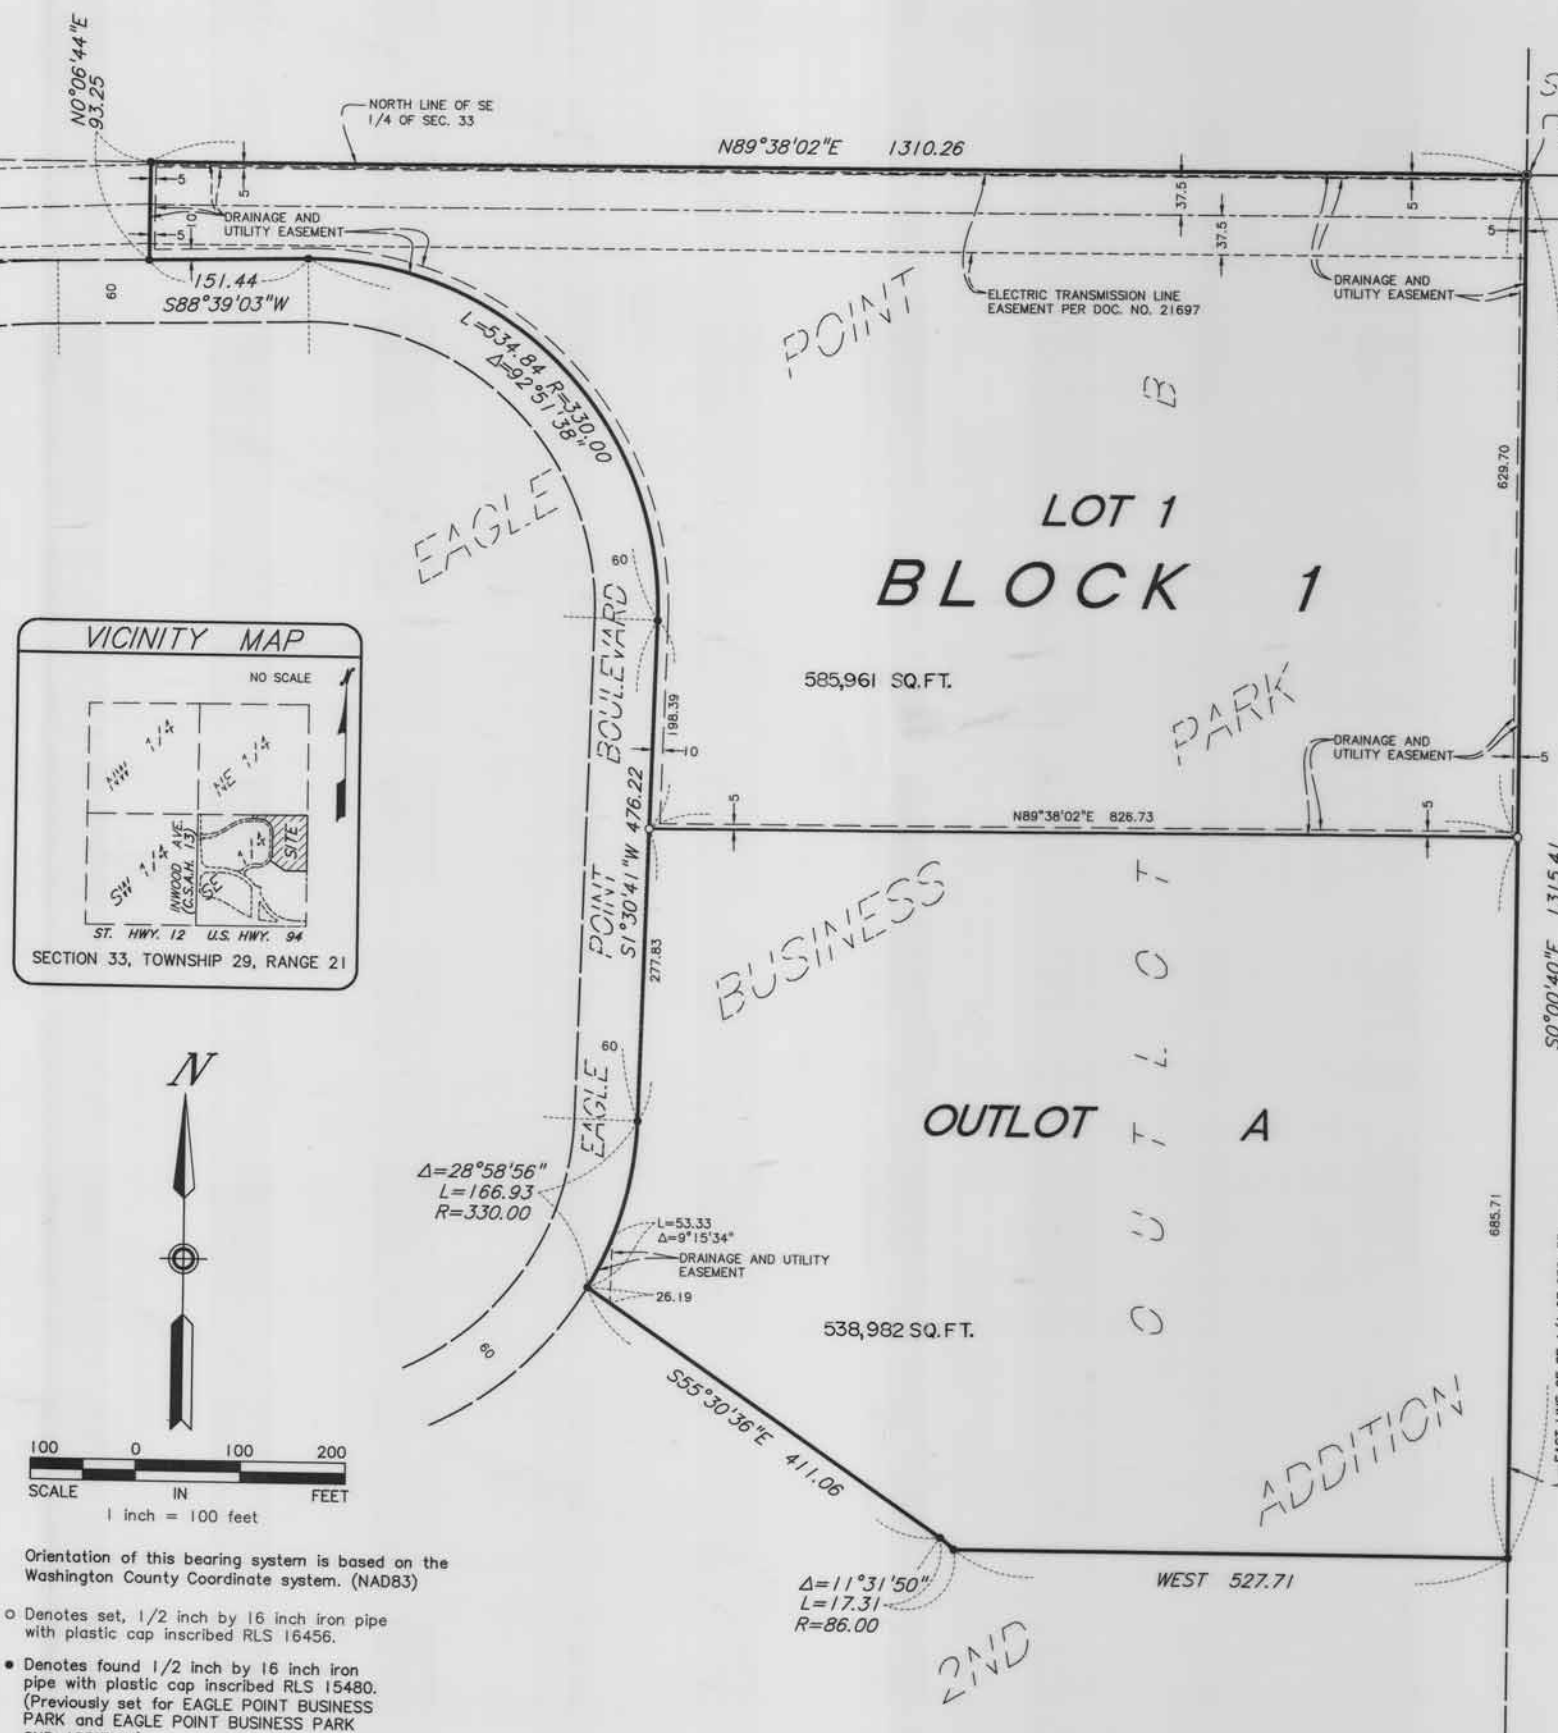 N0°06'44"E
93.25
NORTH LINE OF SE
1/4 OF SEC. 33
N89°38'02"E 1310.26
5
5
37.5
5
DRAINAGE AND
UTILITY EASEMENT
10
5
37.5
5
151.44
S88°39'03"W
60
ELECTRIC TRANSMISSION LINE
EASEMENT PER DOC. NO. 21697
DRAINAGE AND
UTILITY EASEMENT
L=534.84 R=330.00
Δ=92°51'38"
POINT
B
629.70
EAGLE
LOT 1
BLOCK 1
60
585,961 SQ.FT.
PARK
BOULEVARD
198.39
10
DRAINAGE AND
UTILITY EASEMENT
5
VICINITY MAP
NO SCALE
NW 1/4
NE 1/4
SW 1/4
INWOOD AVE.
(C.S.A.H. 13)
SE 1/4
SITE
ST. HWY. 12 U.S. HWY. 94
SECTION 33, TOWNSHIP 29, RANGE 21
5
N89°38'02"E 826.73
5
S1°30'41"W 476.22
POINT
277.83
BUSINESS
S0°00'40"E 1315.41
N
60
EAGLE
OUTLOT A
OUTLOT
Δ=28°58'56"
L=166.93
R=330.00
685.71
L=53.33
Δ=9°15'34"
DRAINAGE AND UTILITY
EASEMENT
26.19
538,982 SQ.FT.
60
S55°30'36"E 411.06
ADDITION
100 0 100 200
SCALE IN FEET
1 inch = 100 feet
Orientation of this bearing system is based on the
Washington County Coordinate system. (NAD83)
Δ=11°31'50"
L=17.31
R=86.00
WEST 527.71
o Denotes set, 1/2 inch by 16 inch iron pipe
with plastic cap inscribed RLS 16456.
2ND
● Denotes found 1/2 inch by 16 inch iron
pipe with plastic cap inscribed RLS 15480.
(Previously set for EAGLE POINT BUSINESS
PARK and EAGLE POINT BUSINESS PARK